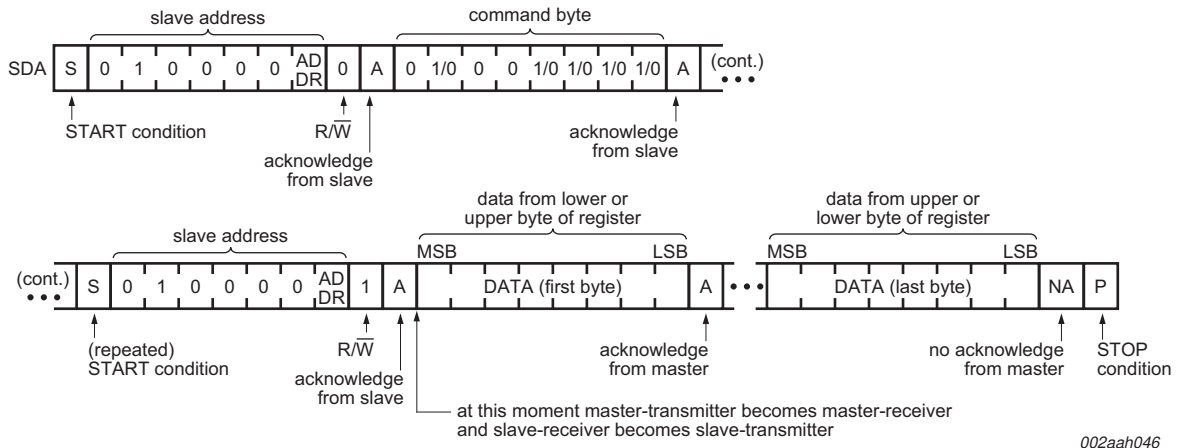 slave address command byte
SDA S 0 1 0 0 0 0 AD DR 0 A 0 1/0 0 0 1/0 1/0 1/0 1/0 A (cont.)
START condition R/W acknowledge from slave acknowledge from slave
data from lower or upper byte of register data from upper or lower byte of register
slave address MSB LSB MSB LSB
(cont.) S 0 1 0 0 0 0 AD DR 1 A DATA (first byte) A DATA (last byte) NA P
(repeated) START condition R/W acknowledge from slave acknowledge from master no acknowledge from master STOP condition
at this moment master-transmitter becomes master-receiver
and slave-receiver becomes slave-transmitter
002aah046